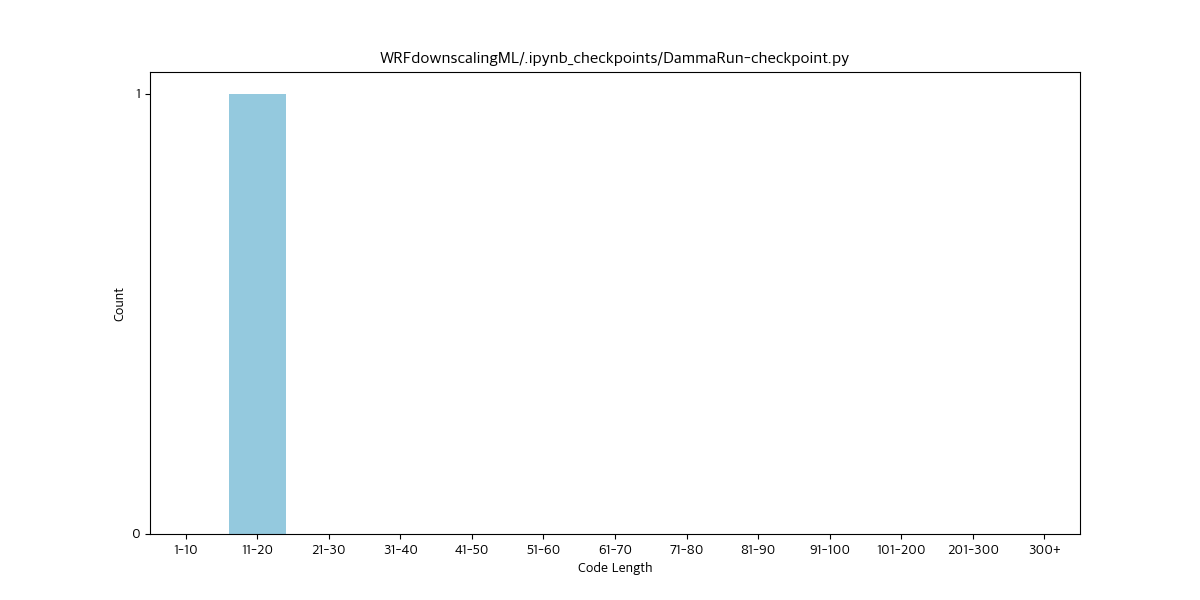 WRFdownscalingML/.ipynb_checkpoints/DammaRun-checkpoint.py
1
Count
0
1-10 11-20 21-30 31-40 41-50 51-60 61-70 71-80 81-90 91-100 101-200 201-300 300+
Code Length